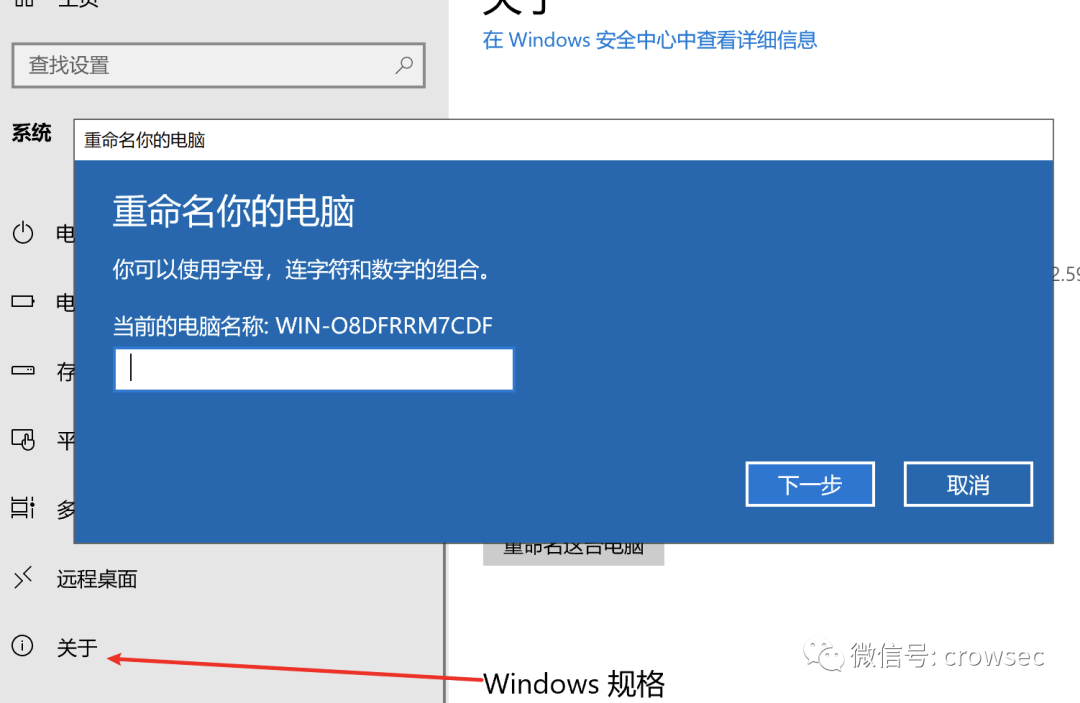 主页
关于
在 Windows 安全中心中查看详细信息
查找设置
系统
重命名你的电脑
重命名你的电脑
你可以使用字母，连字符和数字的组合。
当前的电脑名称: WIN-O8DFRRM7CDF
下一步
取消
电
电
存
平
多
2.59
重命名这台电脑
远程桌面
关于
Windows 规格
微信号: crowsec